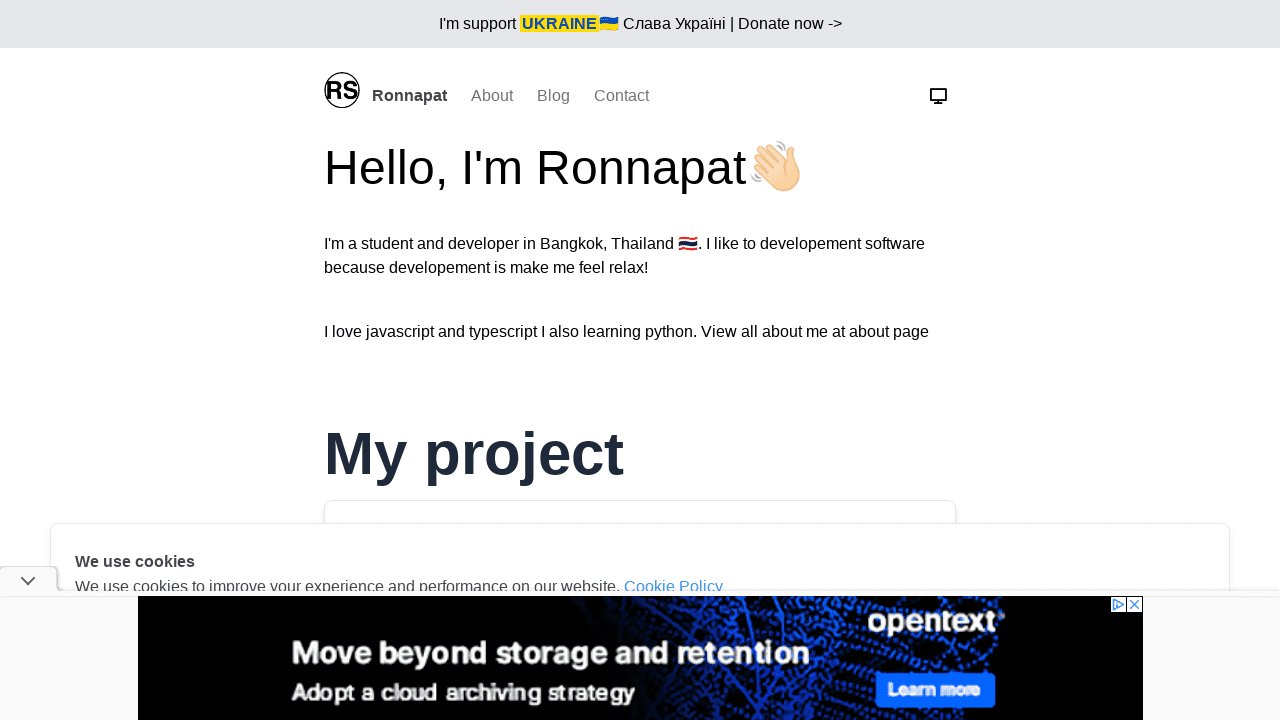 I'm support UKRAINE🇺🇦 Слава Україні | Donate now ->
RS Ronnapat About Blog Contact
Hello, I'm Ronnapat👋🏻
I'm a student and developer in Bangkok, Thailand 🇹🇭. I like to developement software
because developement is make me feel relax!
I love javascript and typescript I also learning python. View all about me at about page
My project
We use cookies
We use cookies to improve your experience and performance on our website. Cookie Policy
opentext™
Move beyond storage and retention
Adopt a cloud archiving strategy
Learn more